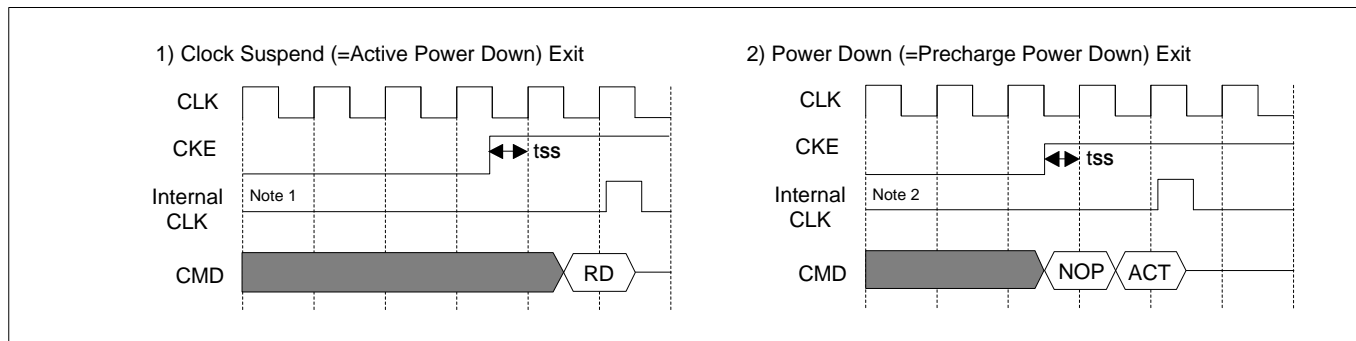 1) Clock Suspend (=Active Power Down) Exit
CLK
CKE
tss
Internal
CLK
Note 1
CMD
RD
2) Power Down (=Precharge Power Down) Exit
CLK
CKE
tss
Internal
CLK
Note 2
CMD
NOP
ACT